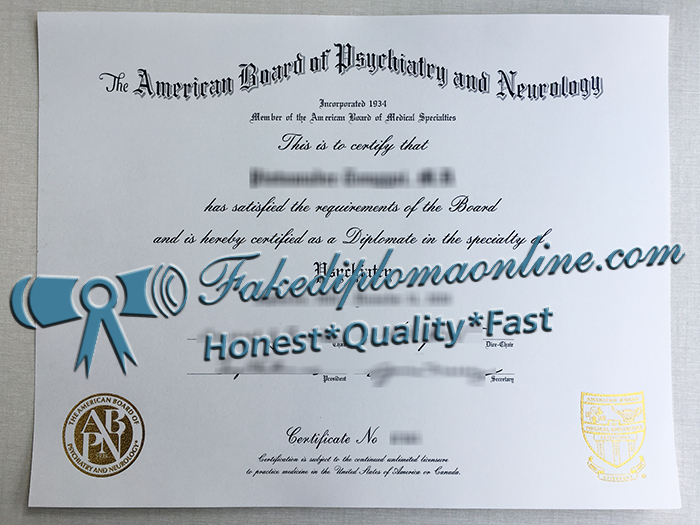 The American Board of Psychiatry and Neurology
Incorporated 1934
Member of the American Board of Medical Specialties
This is to certify that
has satisfied the requirements of the Board
and is hereby certified as a Diplomate in the specialty of
Psychiatry
Fakediplomaonline.com
Honest*Quality*Fast
Vice-Chair
President
Secretary
THE AMERICAN BOARD OF
ABPN
PSYCHIATRY AND NEUROLOGY
Certificate No
Certification is subject to the continued unlimited licensure
to practice medicine in the United States of America or Canada.